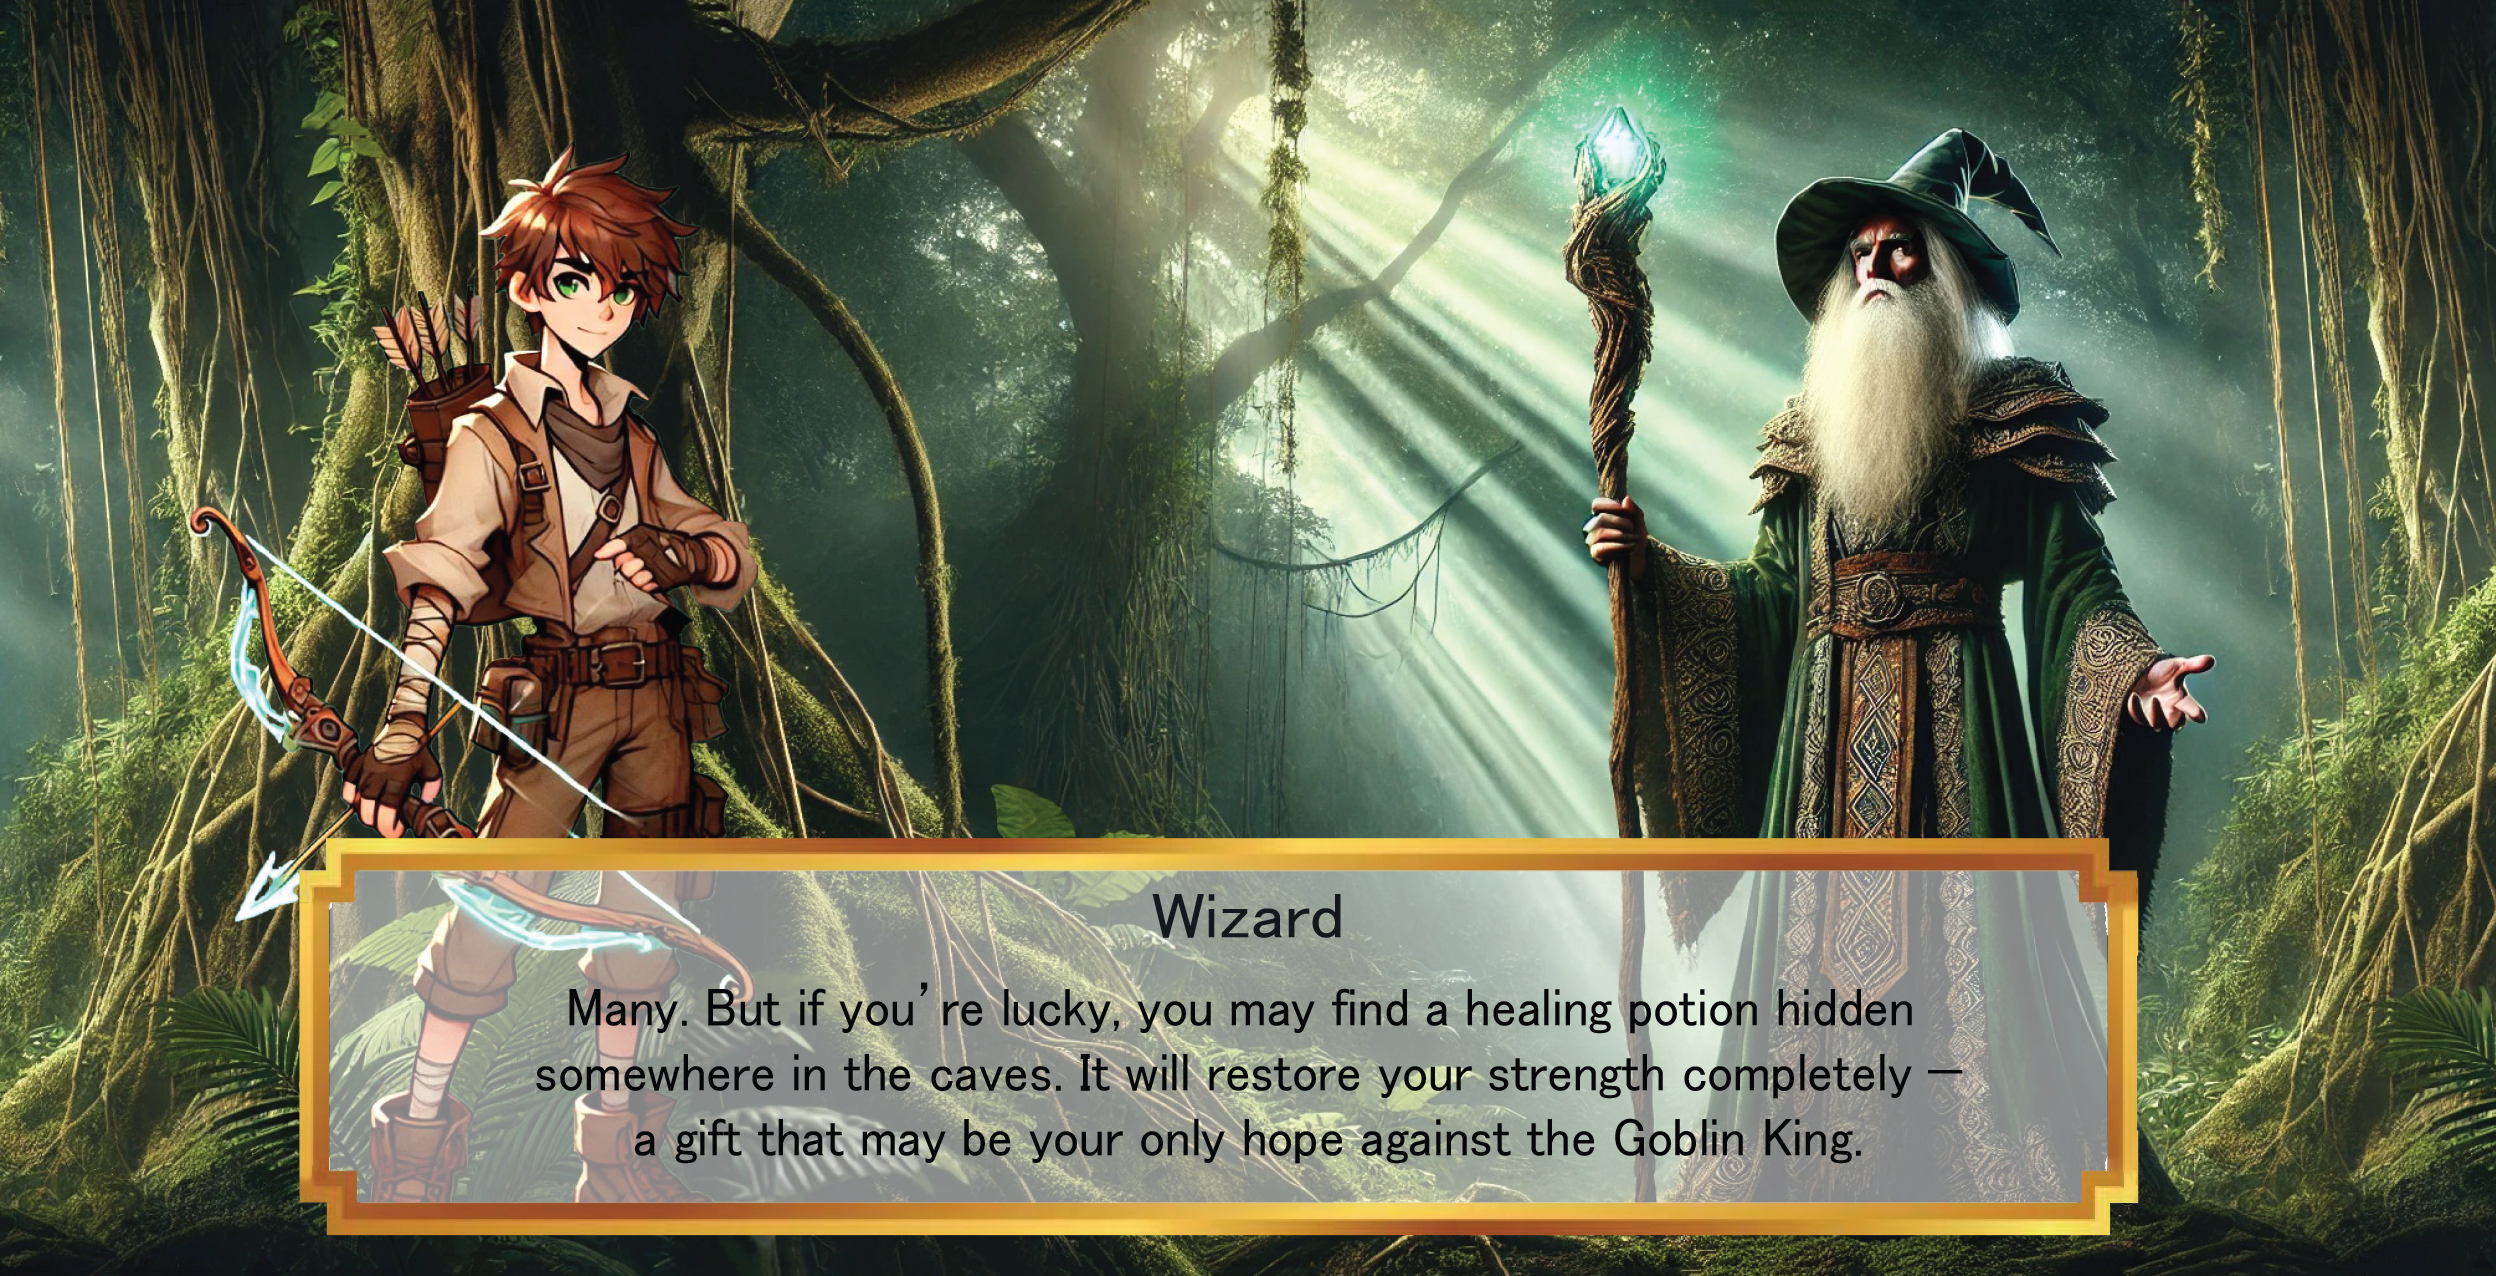 Wizard
Many. But if you’re lucky, you may find a healing potion hidden
somewhere in the caves. It will restore your strength completely —
a gift that may be your only hope against the Goblin King.